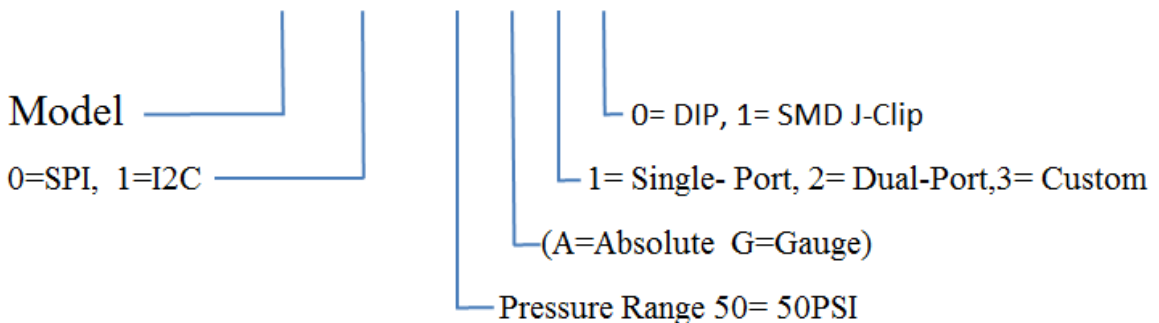 Model
0= DIP, 1= SMD J-Clip
0=SPI, 1=I2C
1= Single- Port, 2= Dual-Port,3= Custom
(A=Absolute G=Gauge)
Pressure Range 50= 50PSI